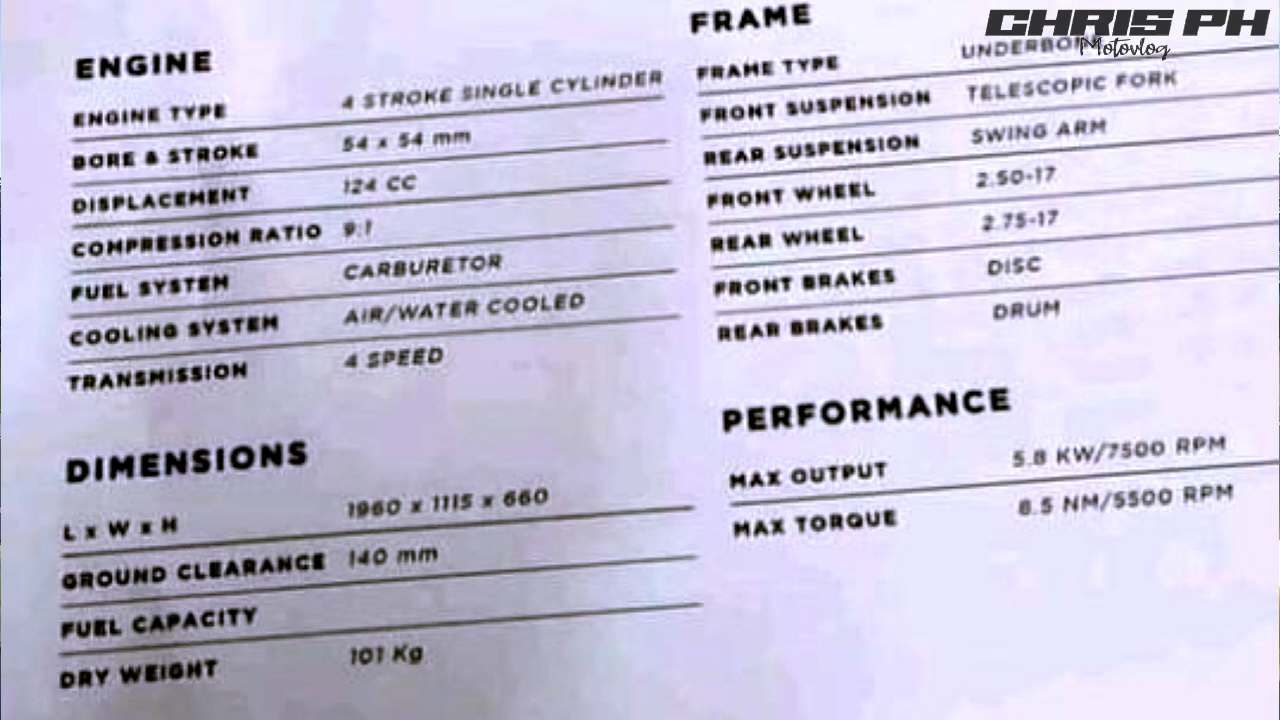 CHRIS PH
Motovlog
ENGINE
ENGINE TYPE 4 STROKE SINGLE CYLINDER
BORE & STROKE 54 x 54 mm
DISPLACEMENT 124 CC
COMPRESSION RATIO 9:1
FUEL SYSTEM CARBURETOR
COOLING SYSTEM AIR/WATER COOLED
TRANSMISSION 4 SPEED
DIMENSIONS
L x W x H 1960 x 1115 x 660
GROUND CLEARANCE 140 mm
FUEL CAPACITY
DRY WEIGHT 101 Kg
FRAME
FRAME TYPE
FRONT SUSPENSION TELESCOPIC FORK
REAR SUSPENSION SWING ARM
FRONT WHEEL 2.50-17
REAR WHEEL 2.75-17
FRONT BRAKES DISC
REAR BRAKES DRUM
PERFORMANCE
MAX OUTPUT 5.8 KW/7500 RPM
MAX TORQUE 8.5 NM/5500 RPM